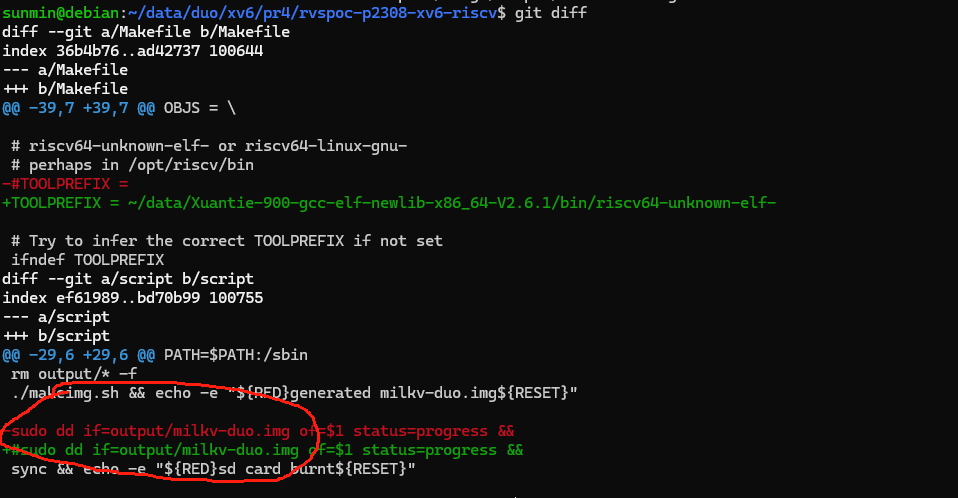 sunmin@debian:~/data/duo/xv6/pr4/rvspoc-p2308-xv6-riscv$ git diff
diff --git a/Makefile b/Makefile
index 36b4b76..ad42737 100644
--- a/Makefile
+++ b/Makefile
@@ -39,7 +39,7 @@ OBJS = \
 # riscv64-unknown-elf- or riscv64-linux-gnu-
 # perhaps in /opt/riscv/bin
-#TOOLPREFIX =
+TOOLPREFIX = ~/data/Xuantie-900-gcc-elf-newlib-x86_64-V2.6.1/bin/riscv64-unknown-elf-
 # Try to infer the correct TOOLPREFIX if not set
 ifndef TOOLPREFIX
diff --git a/script b/script
index ef61989..bd70b99 100755
--- a/script
+++ b/script
@@ -29,6 +29,6 @@ PATH=$PATH:/sbin
 rm output/* -f
 ./makeimg.sh && echo -e "${RED}generated milkv-duo.img${RESET}"
-sudo dd if=output/milkv-duo.img of=$1 status=progress &&
+#sudo dd if=output/milkv-duo.img of=$1 status=progress &&
 sync && echo -e "${RED}sd card burnt${RESET}"